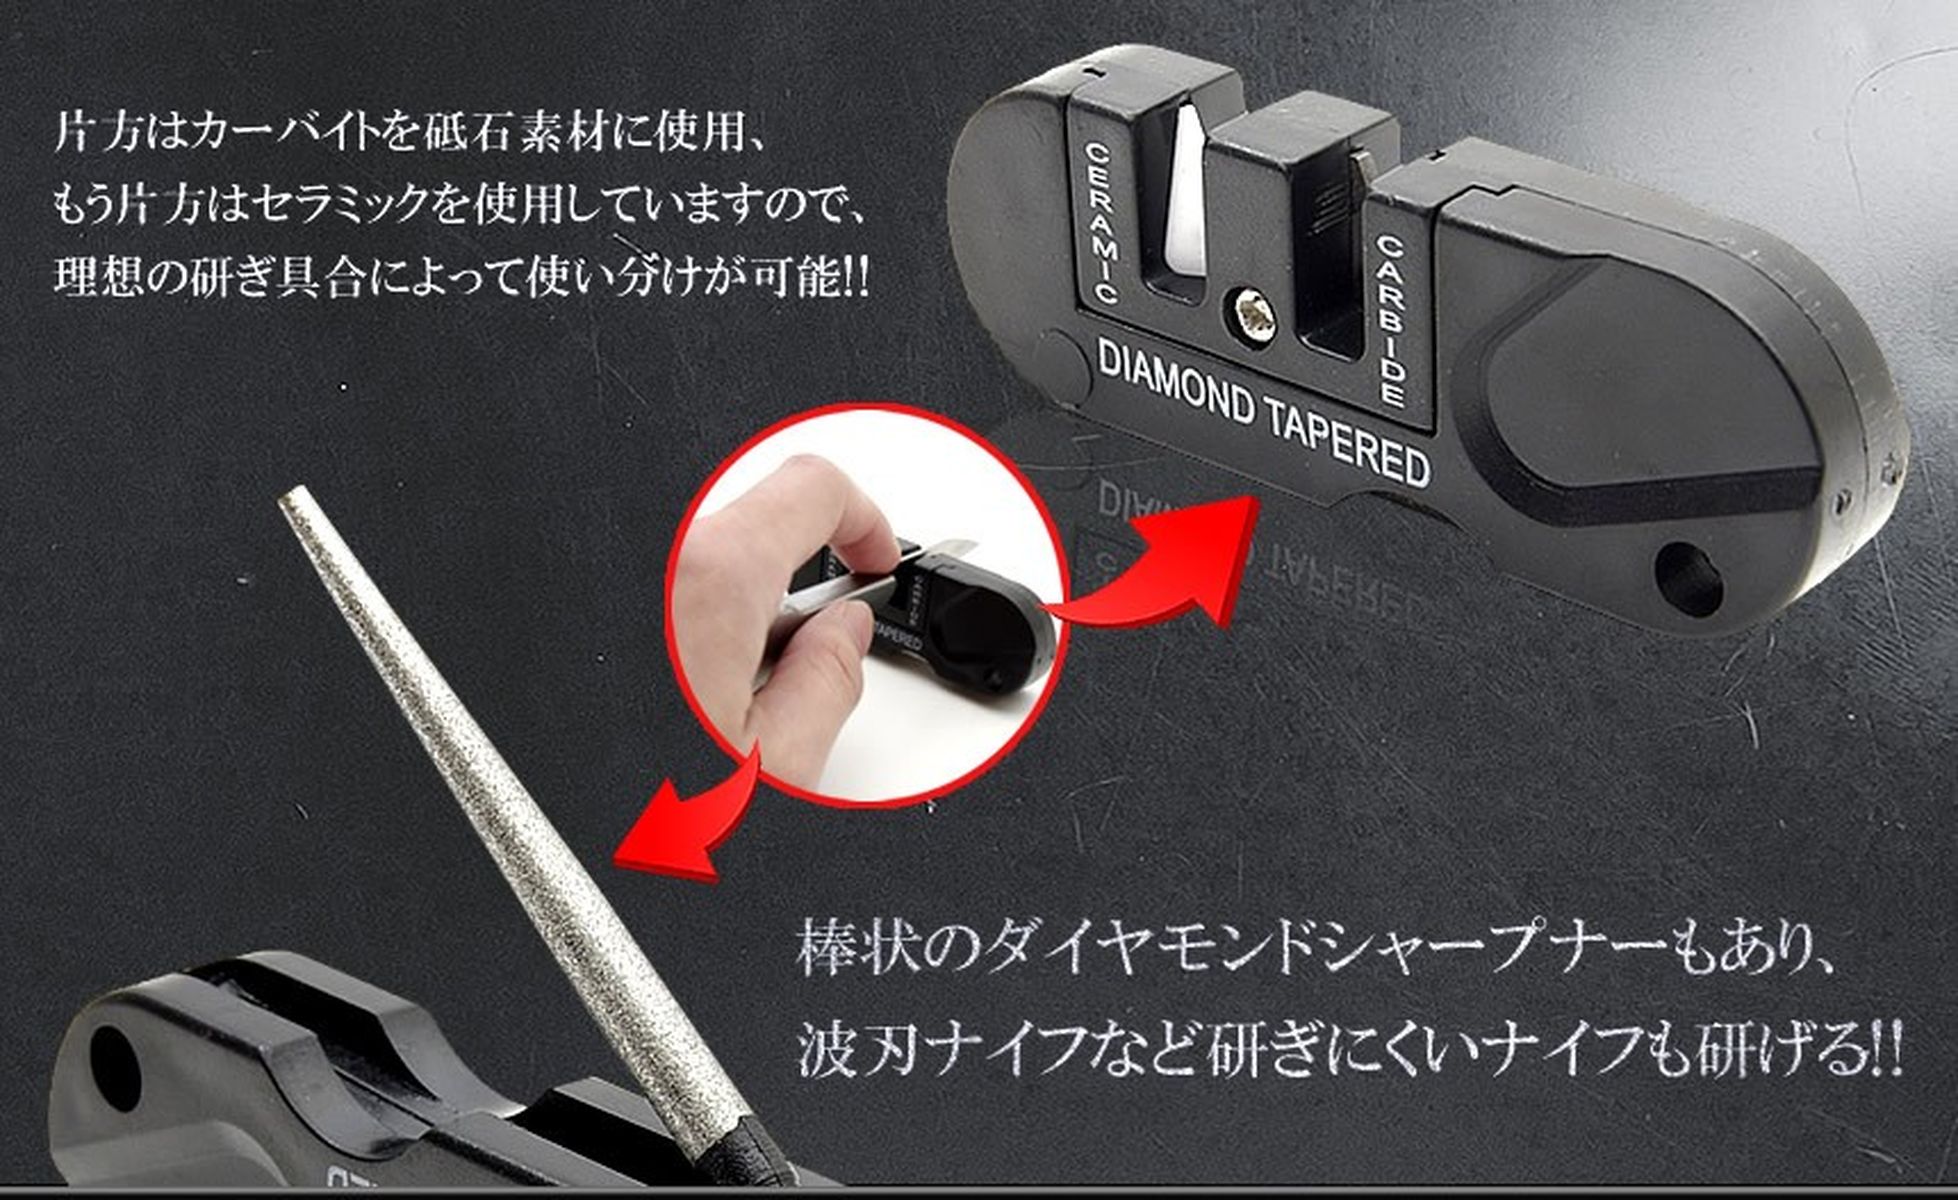 片方はカーバイトを砥石素材に使用、
もう片方はセラミックを使用していますので、
理想の研ぎ具合によって使い分けが可能!!
CERAMIC
CARBIDE
DIAMOND TAPERED
TAPERED
棒状のダイヤモンドシャープナーもあり、
波刃ナイフなど研ぎにくいナイフも研げる!!